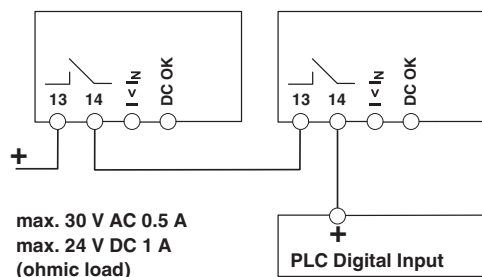 13 14 I < IN DC OK
13 14 I < IN DC OK
+
max. 30 V AC 0.5 A
max. 24 V DC 1 A
(ohmic load)
+
PLC Digital Input